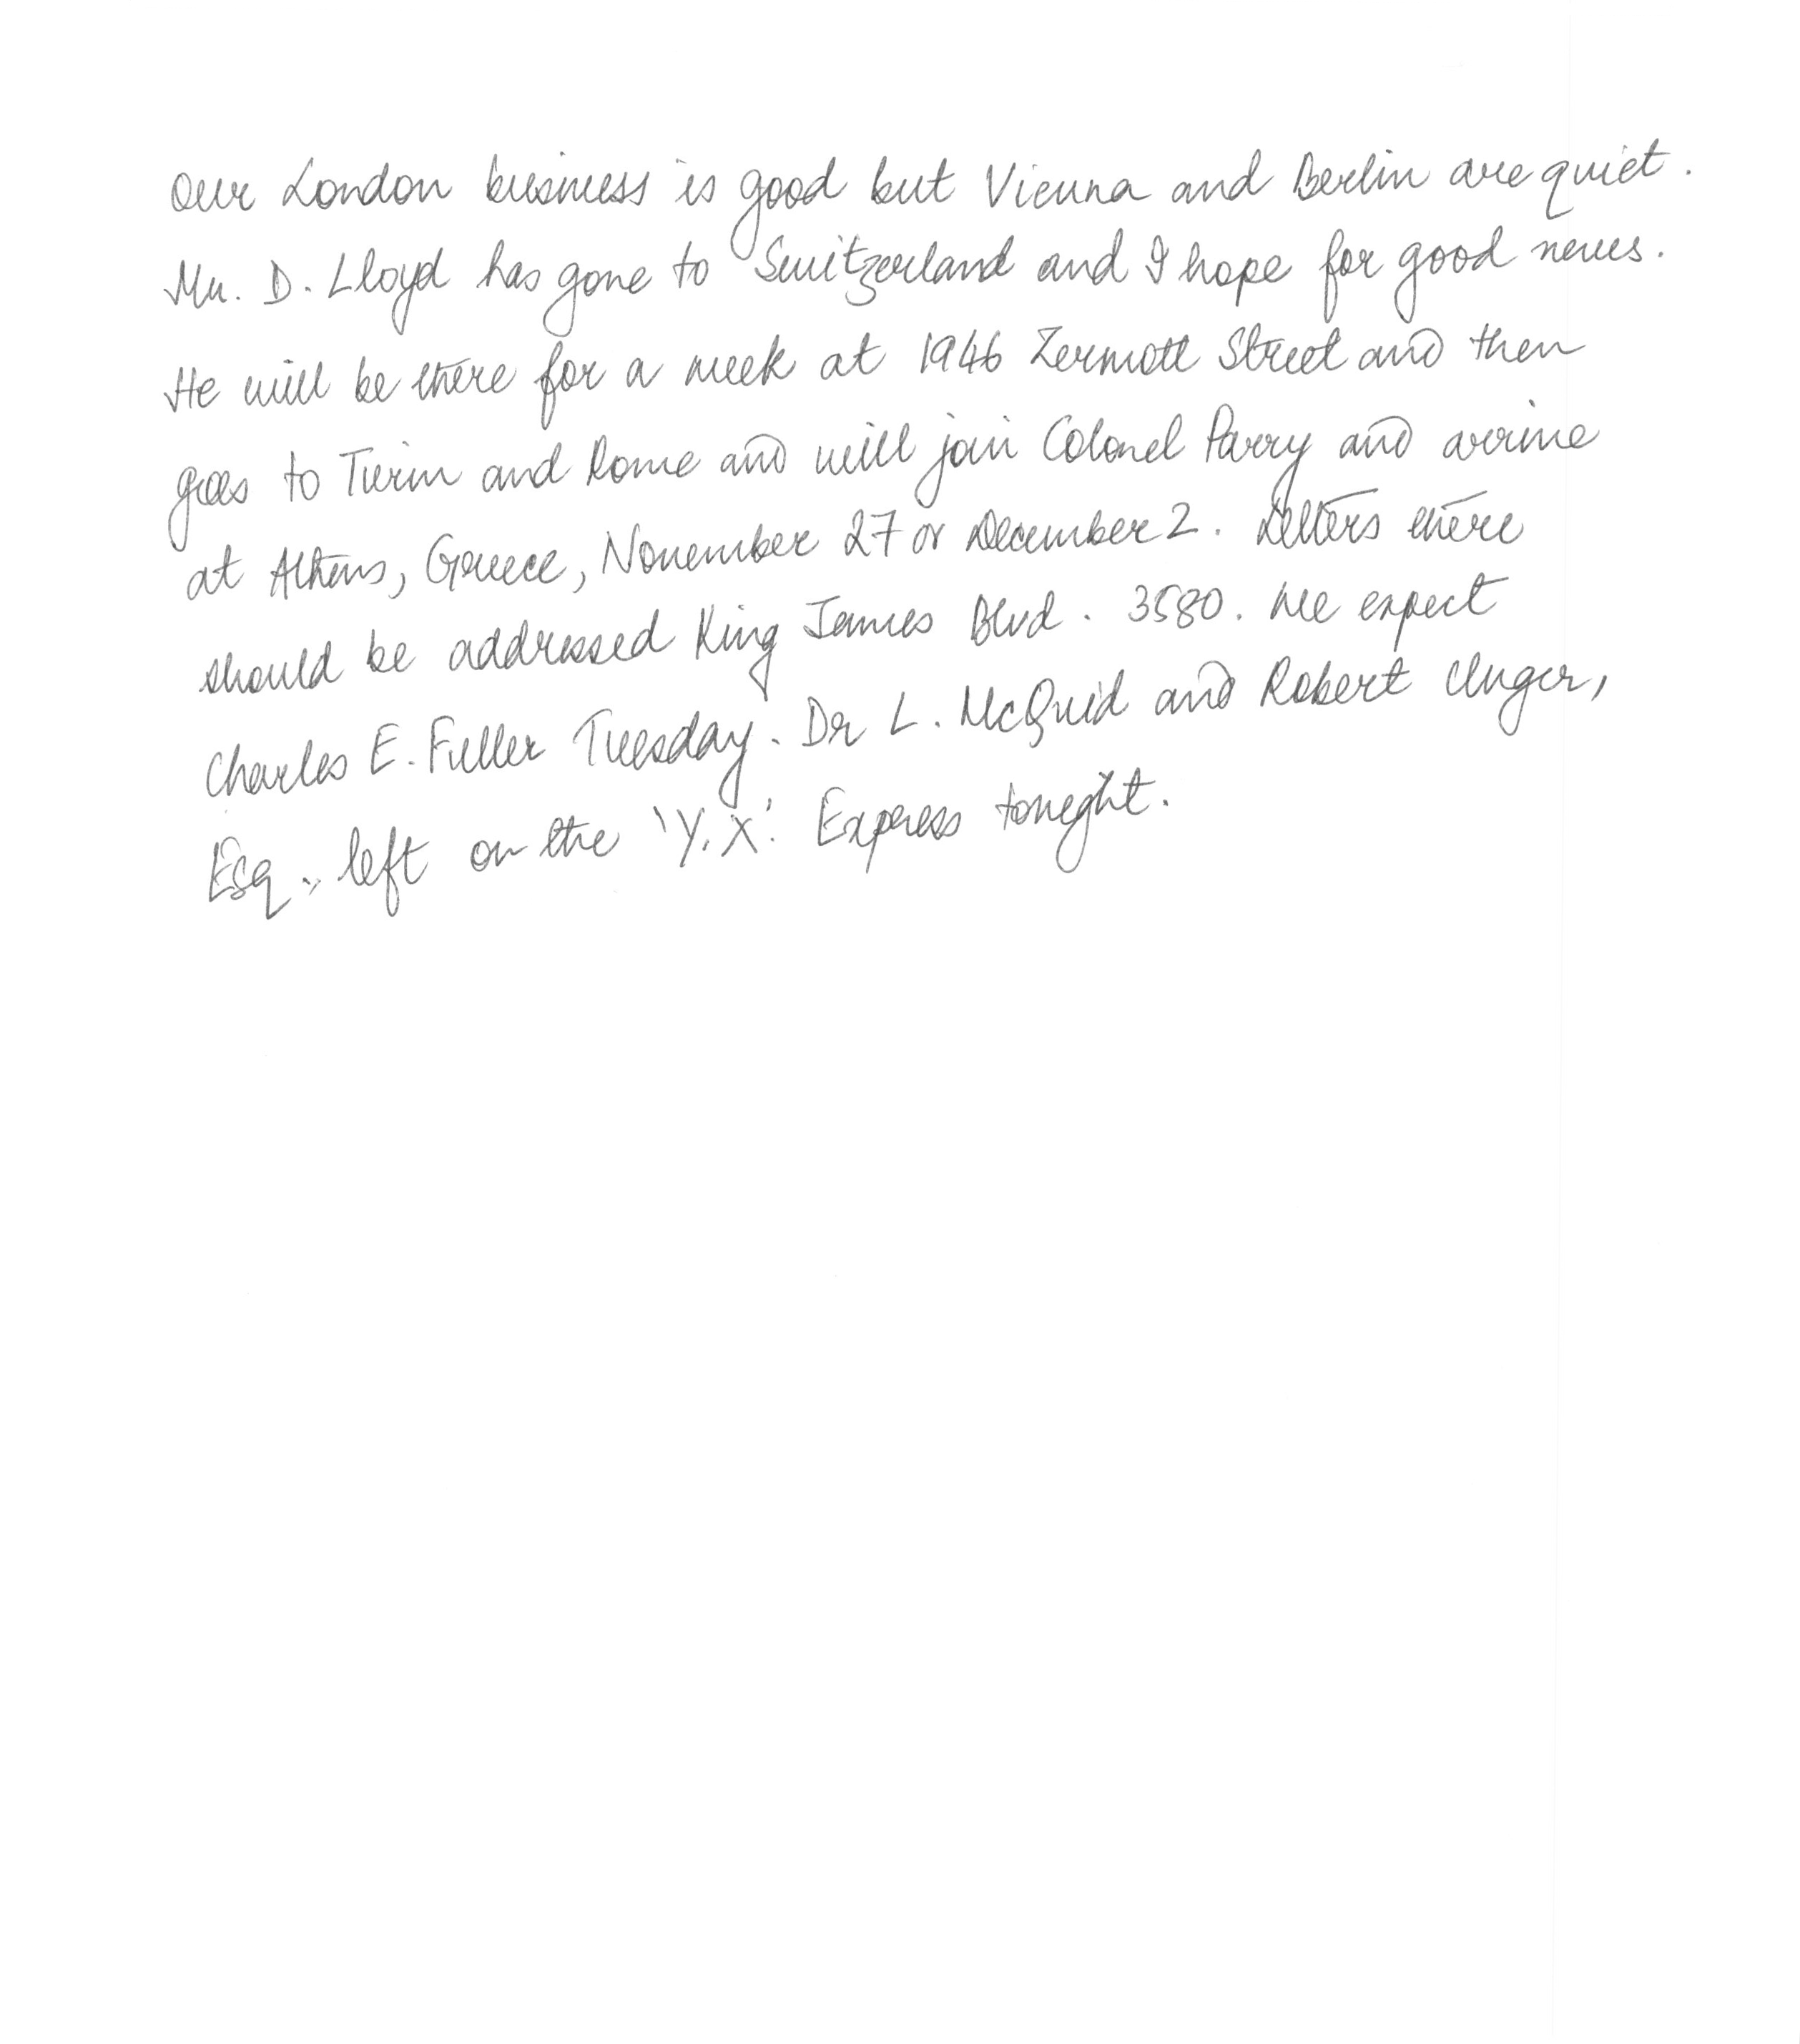 Our London business is good but Vienna and Berlin are quiet.
Mr. D. Lloyd has gone to Switzerland and I hope for good news.
He will be there for a week at 1946 Zermott Street and then
goes to Turin and Rome and will join Colonel Parry and arrive
at Athens, Greece, November 27 or December 2. Letters there
should be addressed King James Blvd. 3580. We expect
Charles E. Fuller Tuesday. Dr L. McQuid and Robert Unger,
Esq., left on the 'Y.X.' Express tonight.